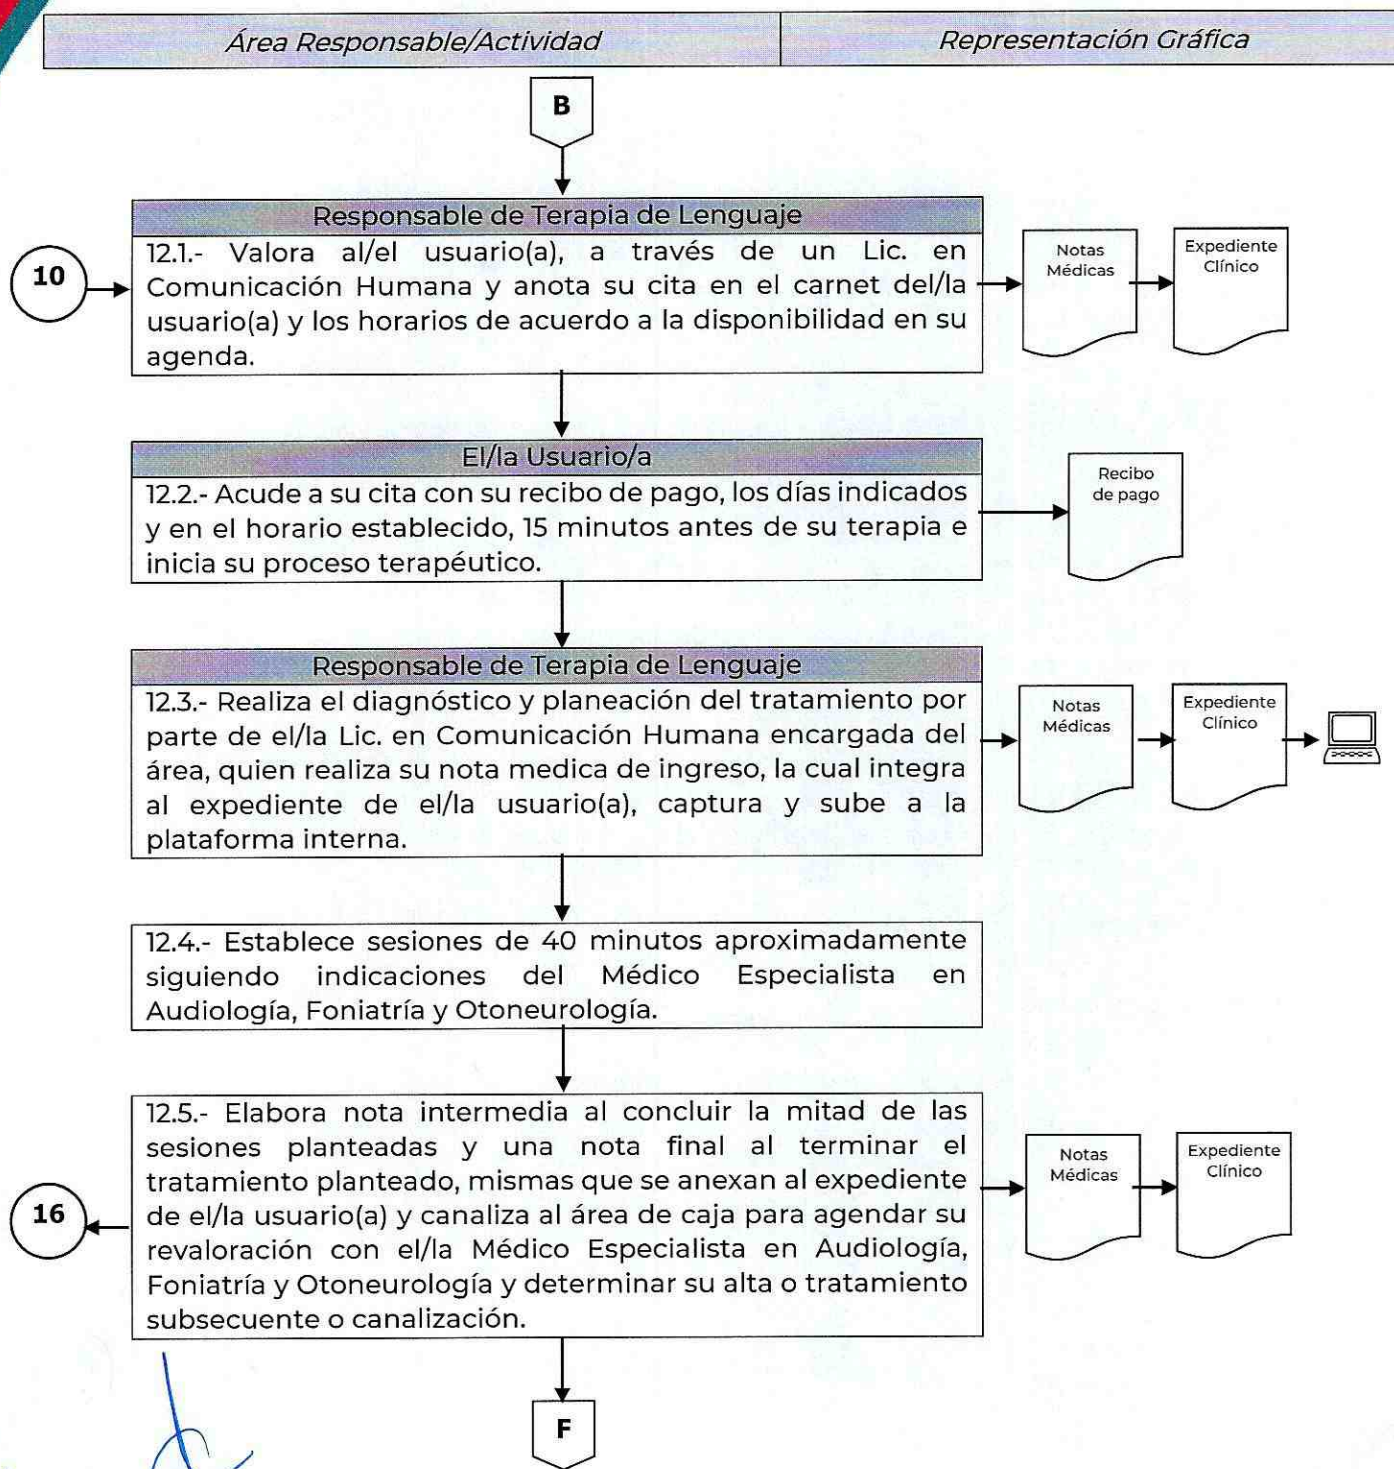 Área Responsable/Actividad
Representación Gráfica
B
Responsable de Terapia de Lenguaje
10
12.1.- Valora al/el usuario(a), a través de un Lic. en
Comunicación Humana y anota su cita en el carnet del/la
usuario(a) y los horarios de acuerdo a la disponibilidad en su
agenda.
Notas
Médicas
Expediente
Clínico
El/la Usuario/a
12.2.- Acude a su cita con su recibo de pago, los días indicados
y en el horario establecido, 15 minutos antes de su terapia e
inicia su proceso terapéutico.
Recibo
de pago
Responsable de Terapia de Lenguaje
12.3.- Realiza el diagnóstico y planeación del tratamiento por
parte de el/la Lic. en Comunicación Humana encargada del
área, quien realiza su nota medica de ingreso, la cual integra
al expediente de el/la usuario(a), captura y sube a la
plataforma interna.
Notas
Médicas
Expediente
Clínico
12.4.- Establece sesiones de 40 minutos aproximadamente
siguiendo indicaciones del Médico Especialista en
Audiología, Foniatría y Otoneurología.
12.5.- Elabora nota intermedia al concluir la mitad de las
sesiones planteadas y una nota final al terminar el
tratamiento planteado, mismas que se anexan al expediente
de el/la usuario(a) y canaliza al área de caja para agendar su
revaloración con el/la Médico Especialista en Audiología,
Foniatría y Otoneurología y determinar su alta o tratamiento
subsecuente o canalización.
16
Notas
Médicas
Expediente
Clínico
F